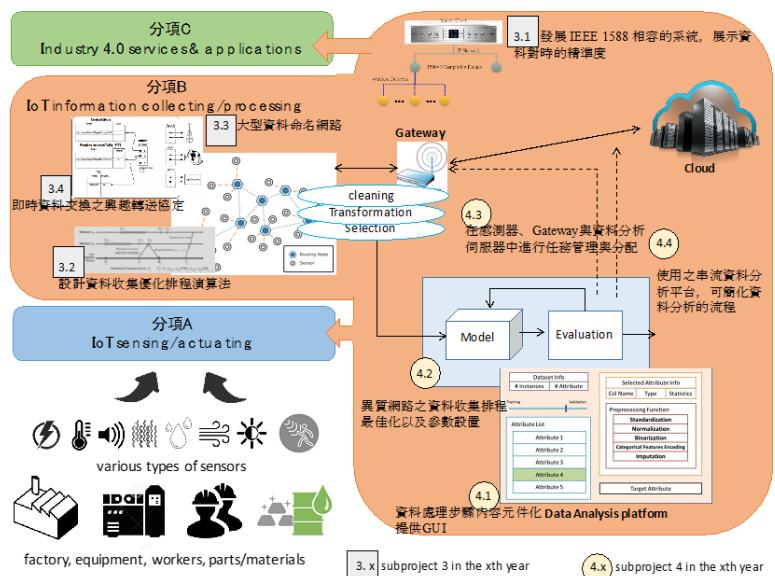 分項C
Industry 4.0 services& applications
3.1
發展 IEEE 1588 相容的系統，展示資
料對時的精準度
分項B
IoT information collecting/processing
3.3
大型資料命名網路
3.4
即時資料交換之興趣轉送協定
3.2
設計資料收集優化排程演算法
Routing Node
Sensor
Gateway
Cloud
cleaning
Transformation
Selection
4.3
在感測器、Gateway與資料分析
伺服器中進行任務管理與分配
4.4
使用之串流資料分
析平台，可簡化資
料分析的流程
分項A
IoT sensing/actuating
Model
Evaluation
4.2
異質網路之資料收集排程
最佳化以及參數設置
Dataset Info
# Instances
# Attribute
Training
Validation
Attribute List
Attribute 1
Attribute 2
Attribute 3
Attribute 4
Attribute 5
Selected Attribute Info
Col Name
Type
Statistics
Preprocessing Function
Standardization
Normalization
Binarization
Categorical Features Encoding
Imputation
Target Attribute
4.1
資料處理步驟內容元件化 Data Analysis platform
提供GUI
various types of sensors
factory, equipment, workers, parts/materials
3. x
subproject 3 in the xth year
4.x
subproject 4 in the xth year